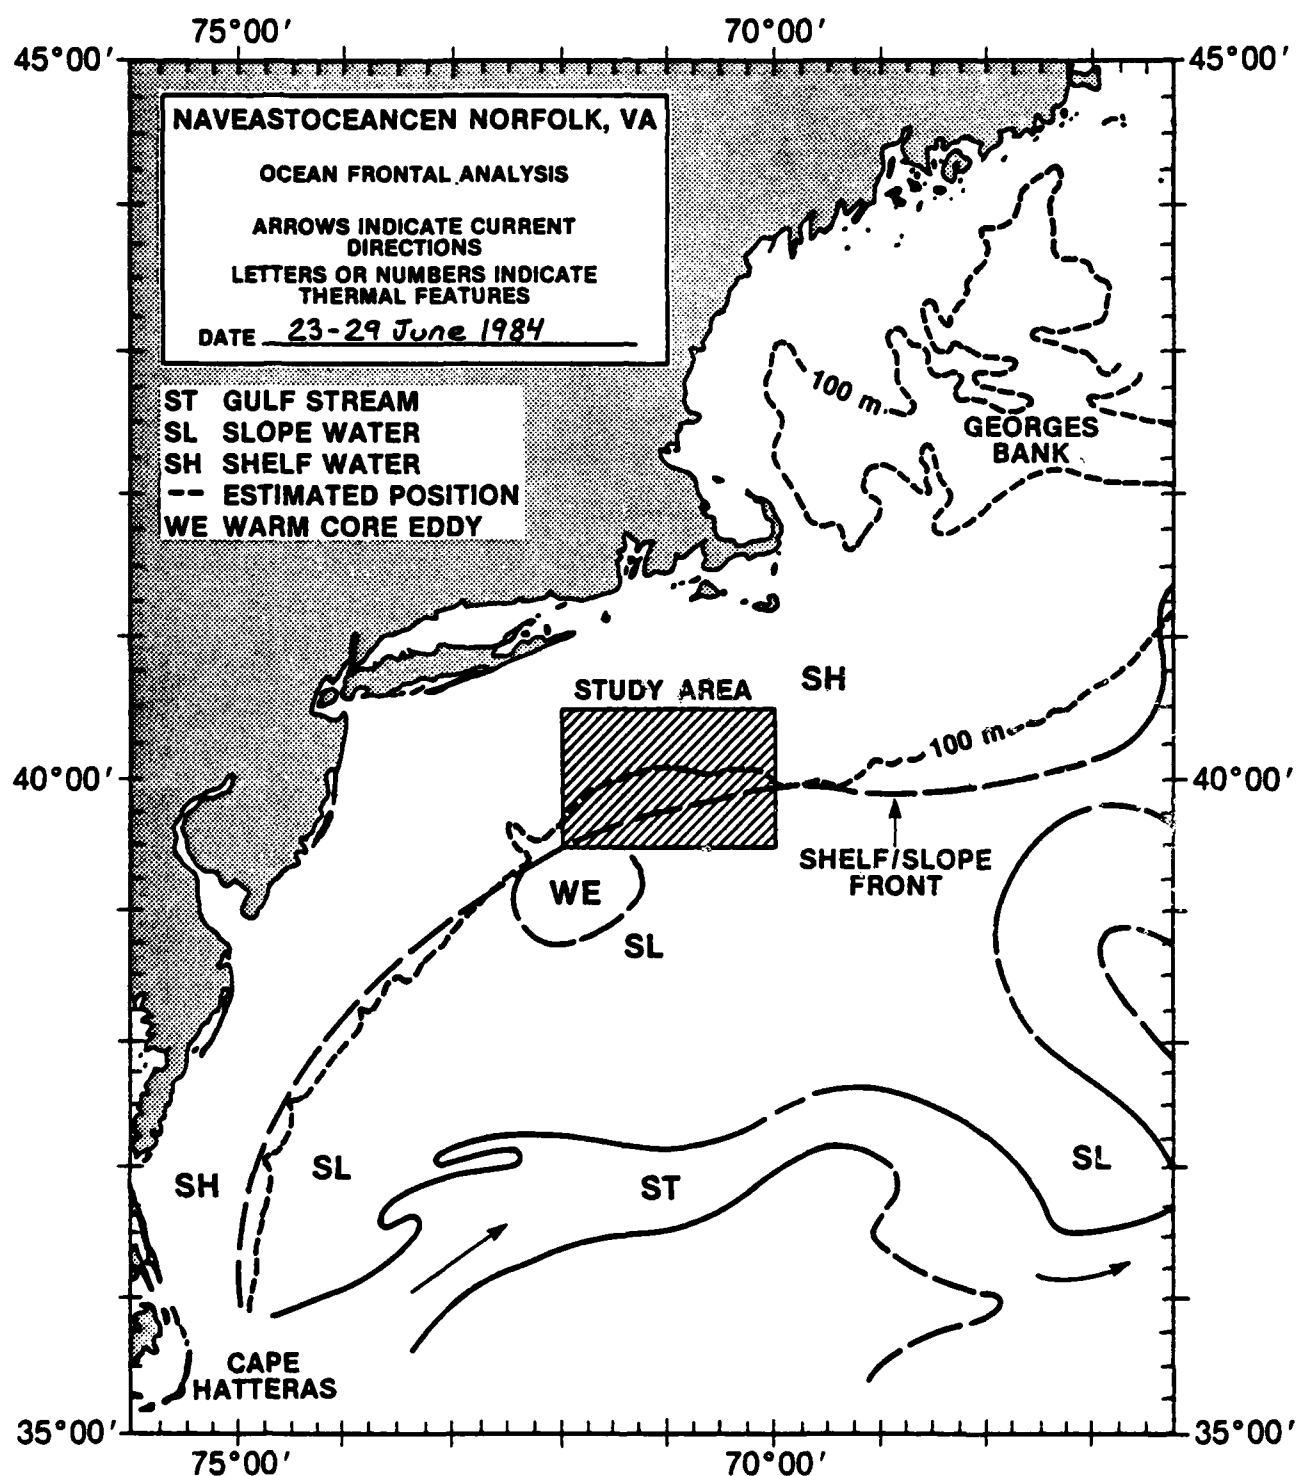 75°00′ 70°00′
45°00′ 45°00′
NAVEASTOCEANCEN NORFOLK, VA
OCEAN FRONTAL ANALYSIS
ARROWS INDICATE CURRENT
DIRECTIONS
LETTERS OR NUMBERS INDICATE
THERMAL FEATURES
DATE 23-29 June 1984
ST GULF STREAM
SL SLOPE WATER
SH SHELF WATER
-- ESTIMATED POSITION
WE WARM CORE EDDY
100 m.
GEORGES
BANK
SH
STUDY AREA
100 m.
40°00′ 40°00′
SHELF/SLOPE
FRONT
WE
SL
SL
SH
SL
ST
CAPE
HATTERAS
35°00′ 35°00′
75°00′ 70°00′